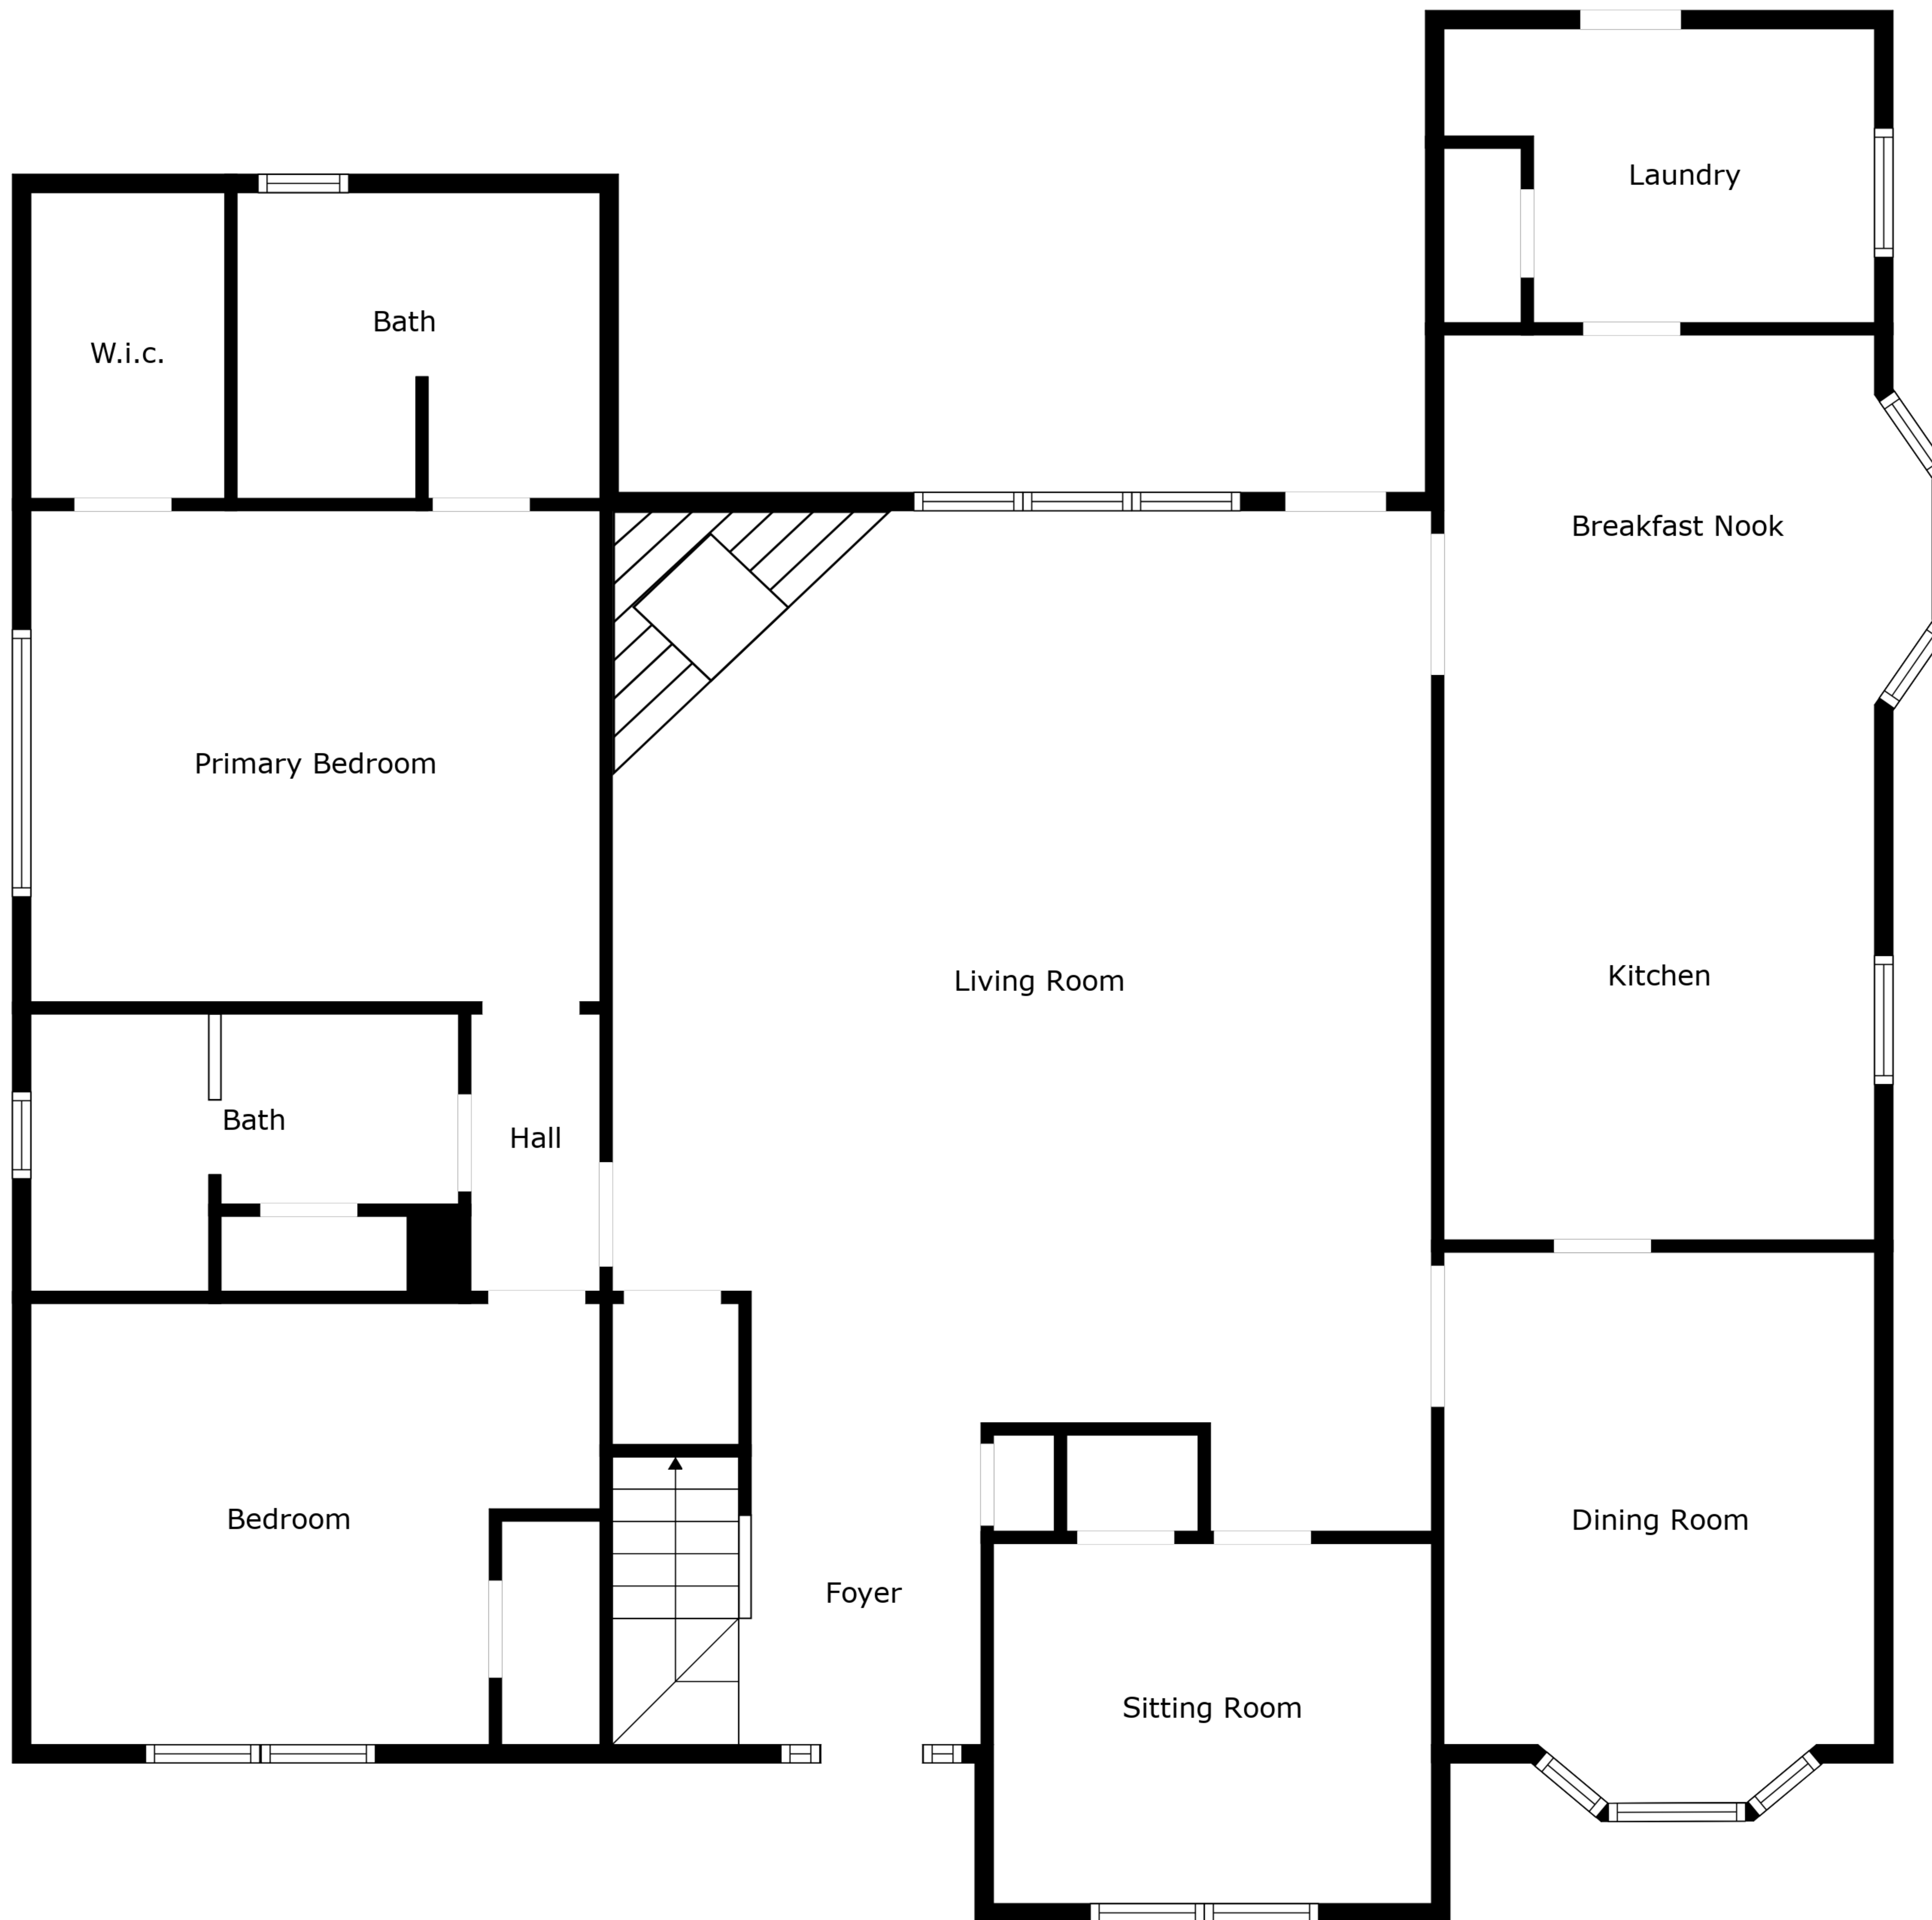 Laundry
Bath
W.i.c.
Breakfast Nook
Primary Bedroom
Living Room
Kitchen
Bath
Hall
Bedroom
Dining Room
Foyer
Sitting Room